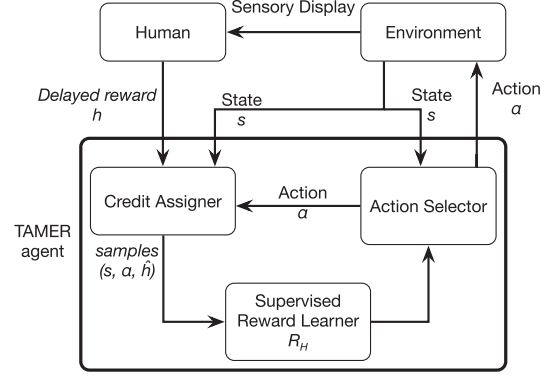 Sensory Display
Human
Environment
Delayed reward
h
State
s
State
s
Action
a
Credit Assigner
Action
a
Action Selector
TAMER
agent
samples
(s, a, ĥ)
Supervised
Reward Learner
R_H